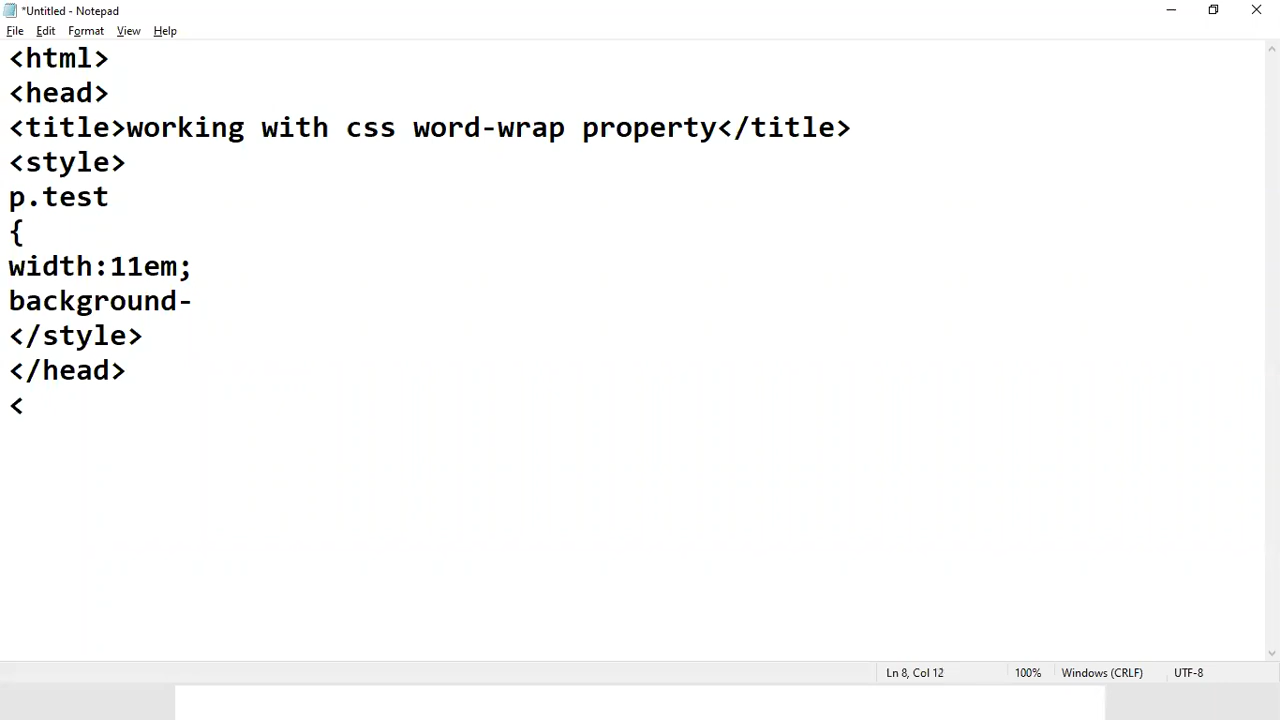 *Untitled - Notepad
File Edit Format View Help
<html>
<head>
<title>working with css word-wrap property</title>
<style>
p.test
{
width:11em;
background-
</style>
</head>
<
Ln 8, Col 12 100% Windows (CRLF) UTF-8